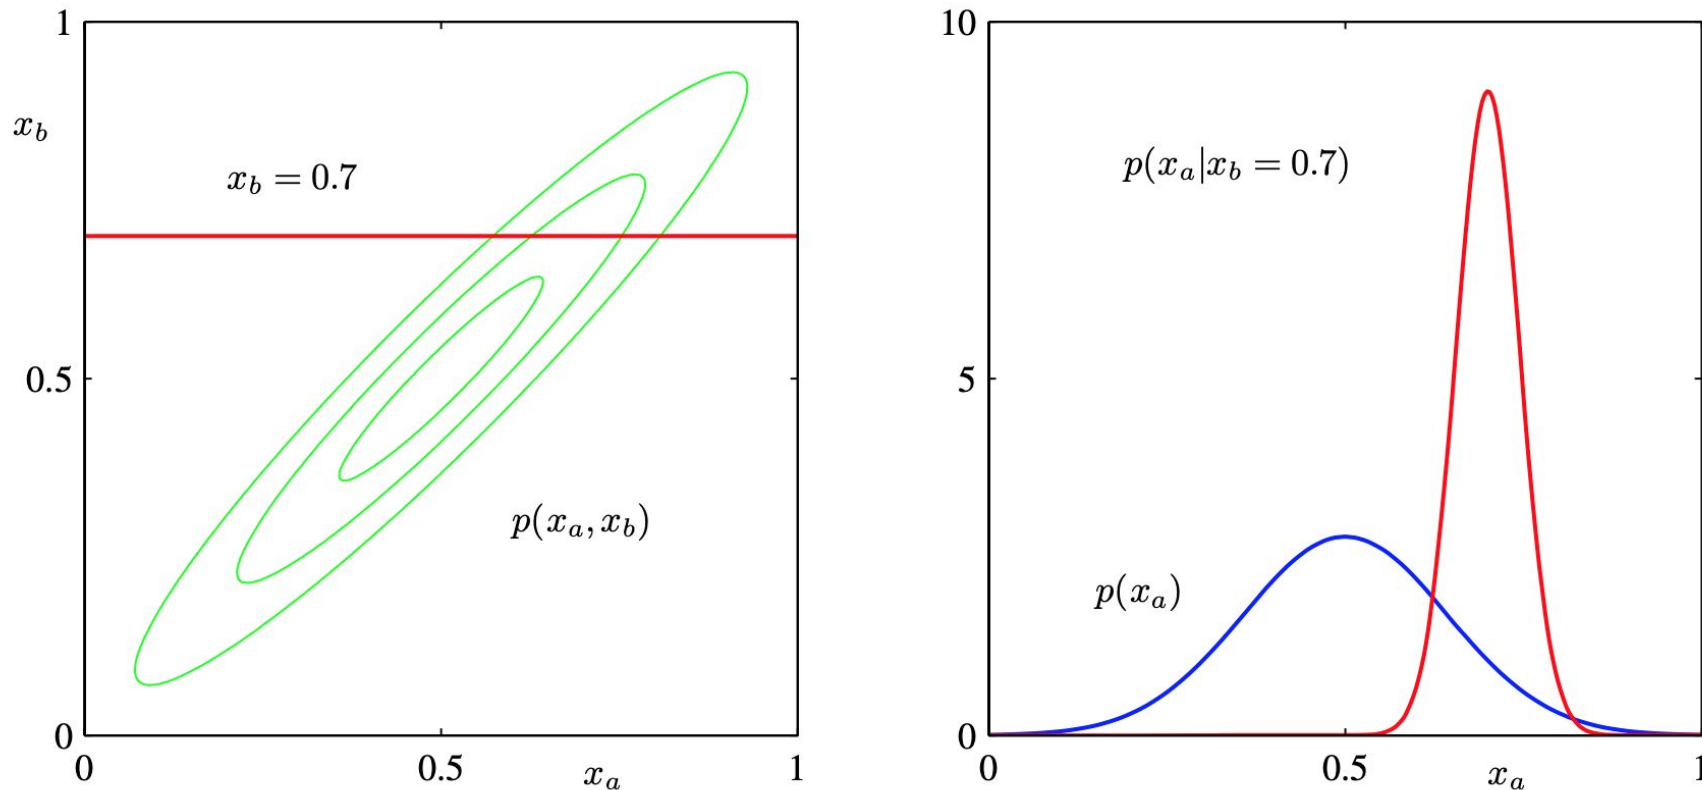 1
x_b
x_b = 0.7
0.5
p(x_a, x_b)
0
0
0.5
x_a
1
10
p(x_a|x_b = 0.7)
5
p(x_a)
0
0
0.5
x_a
1